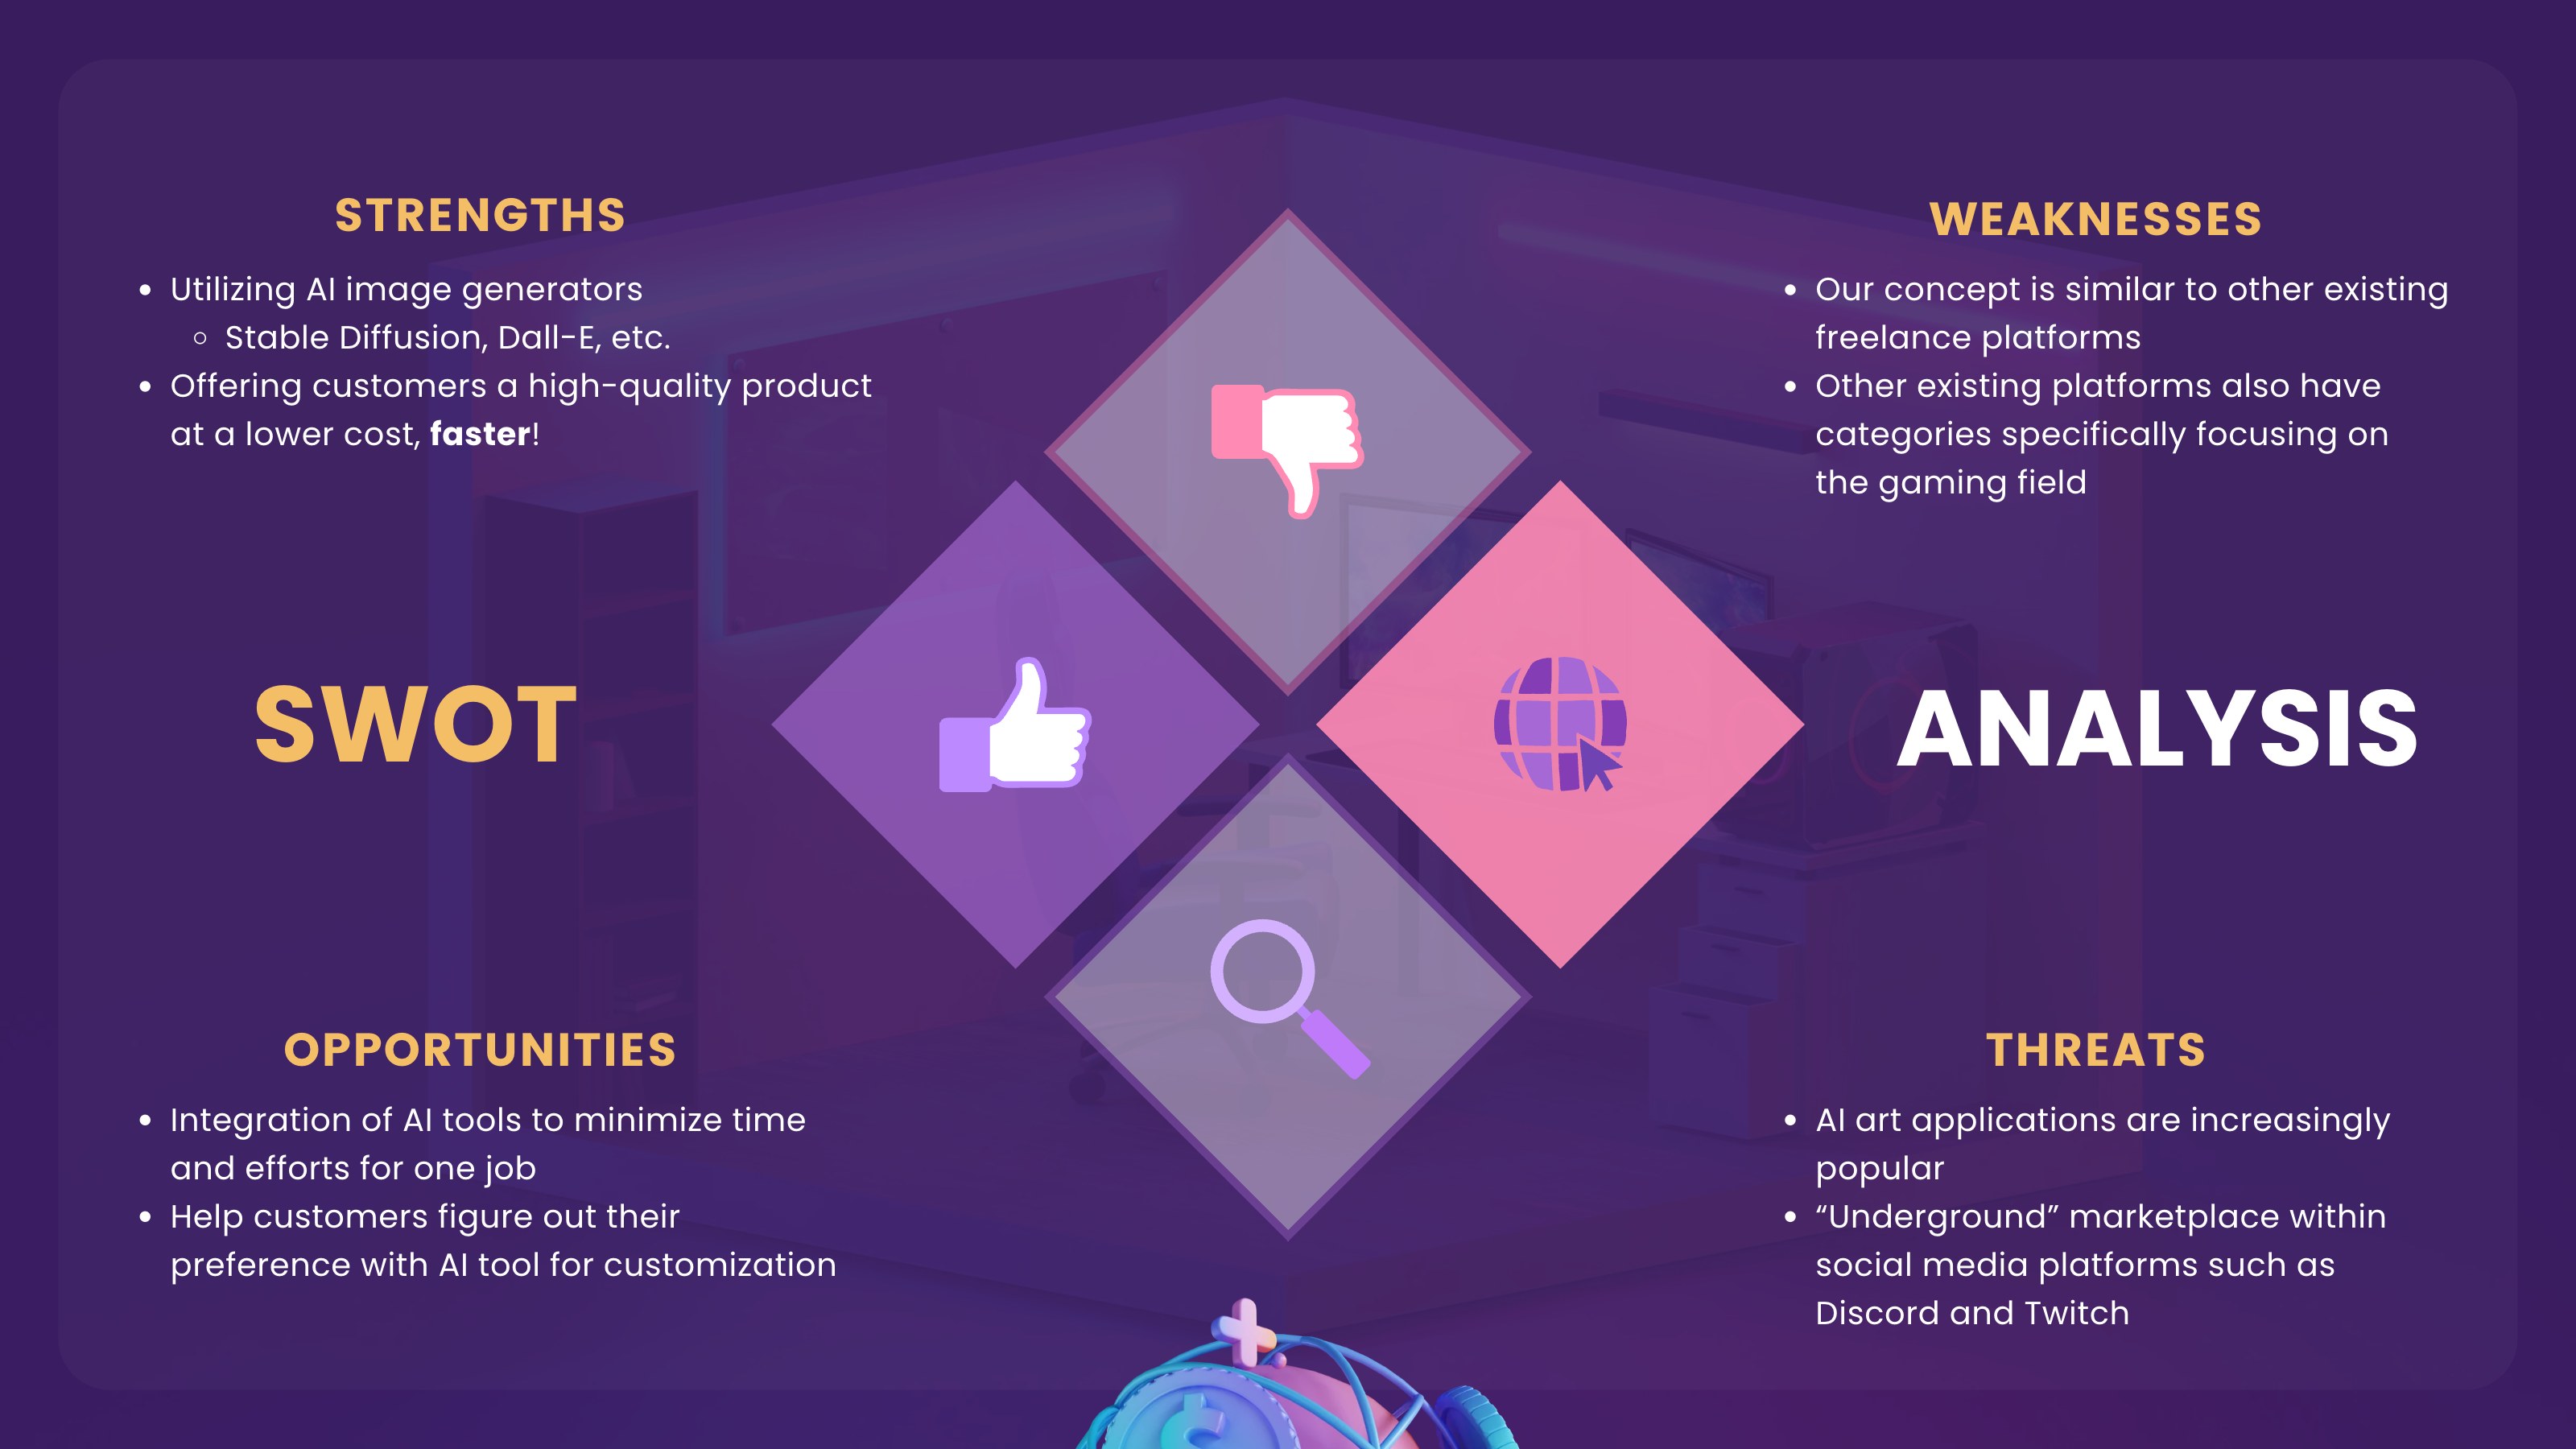 STRENGTHS
• Utilizing AI image generators
○ Stable Diffusion, Dall-E, etc.
• Offering customers a high-quality product
at a lower cost, faster!
WEAKNESSES
• Our concept is similar to other existing
freelance platforms
• Other existing platforms also have
categories specifically focusing on
the gaming field
SWOT
ANALYSIS
OPPORTUNITIES
• Integration of AI tools to minimize time
and efforts for one job
• Help customers figure out their
preference with AI tool for customization
THREATS
• AI art applications are increasingly
popular
• “Underground” marketplace within
social media platforms such as
Discord and Twitch